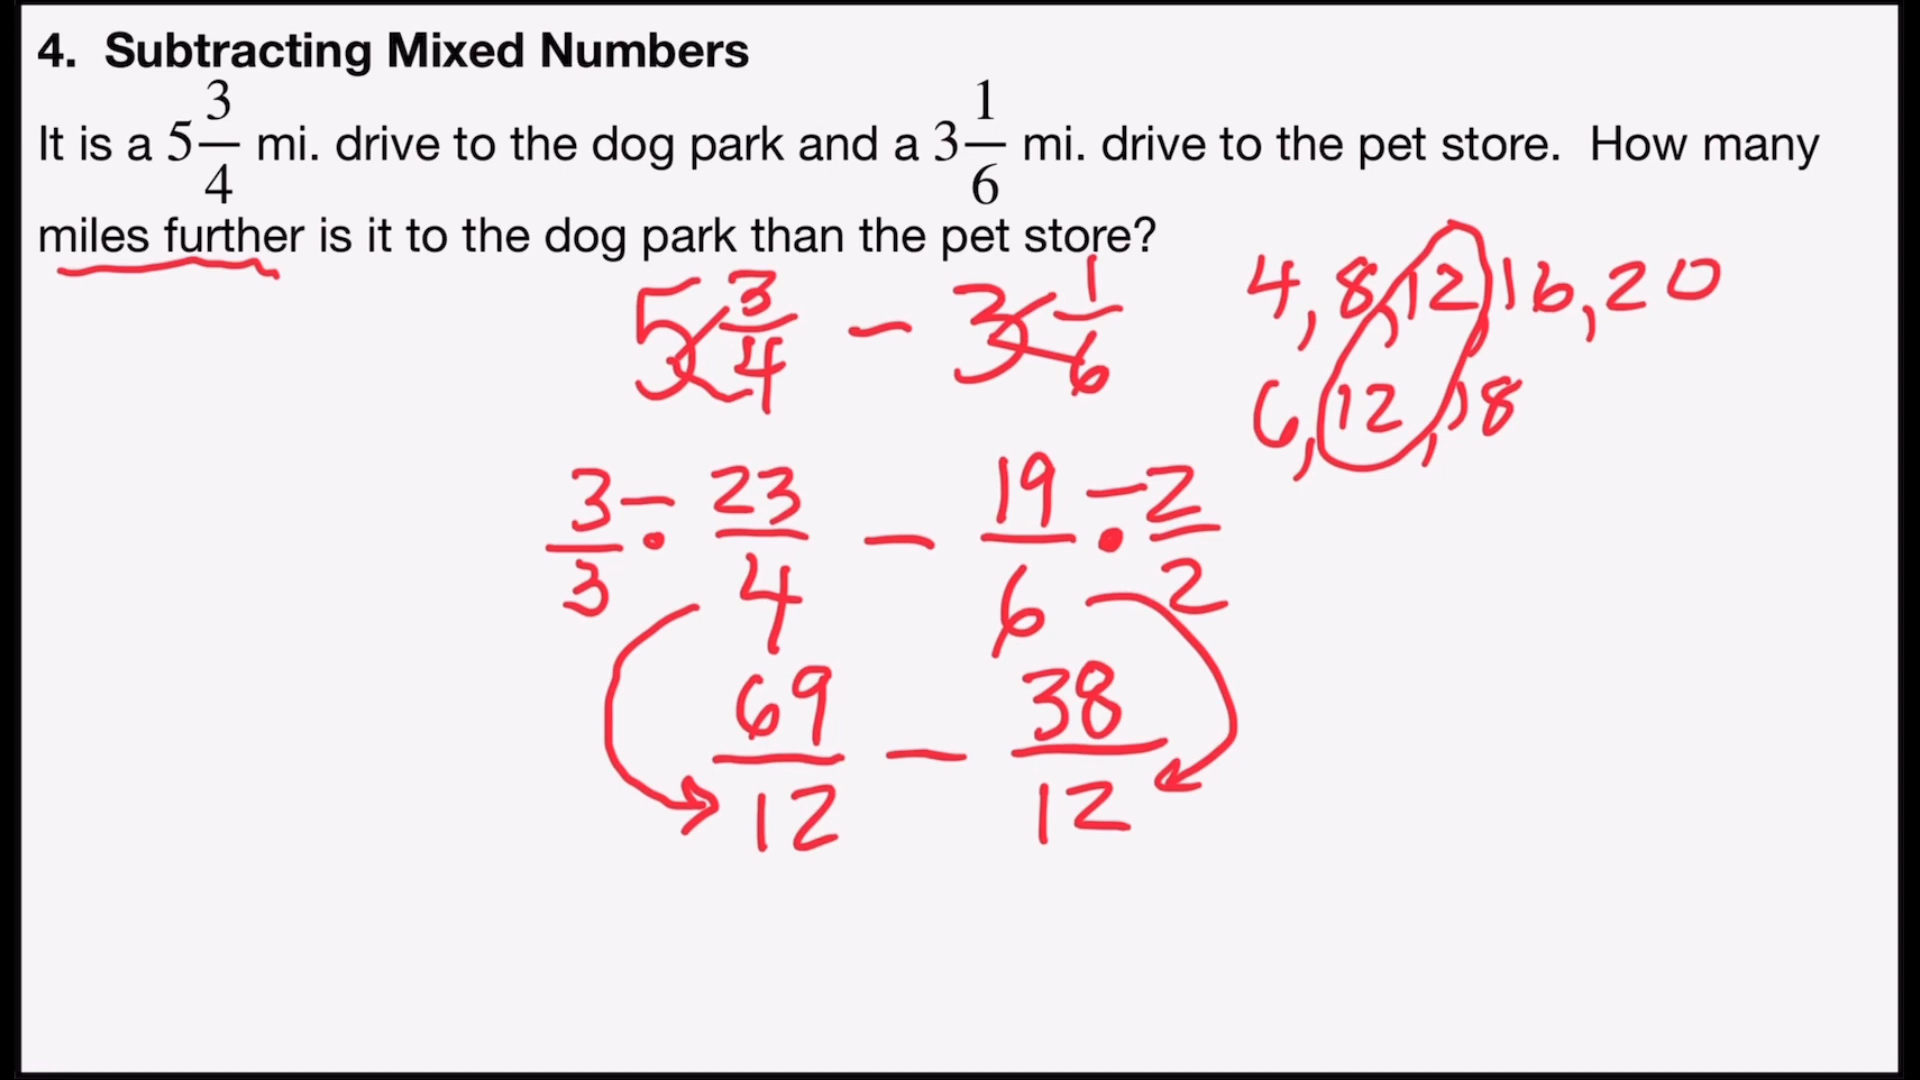 4. Subtracting Mixed Numbers
It is a 5 3/4 mi. drive to the dog park and a 3 1/6 mi. drive to the pet store. How many
miles further is it to the dog park than the pet store?
5 3/4 - 3 1/6
4, 8, 12, 16, 20
6, 12, 18
3/3 · 23/4 - 19/6 · 2/2
69/12 - 38/12